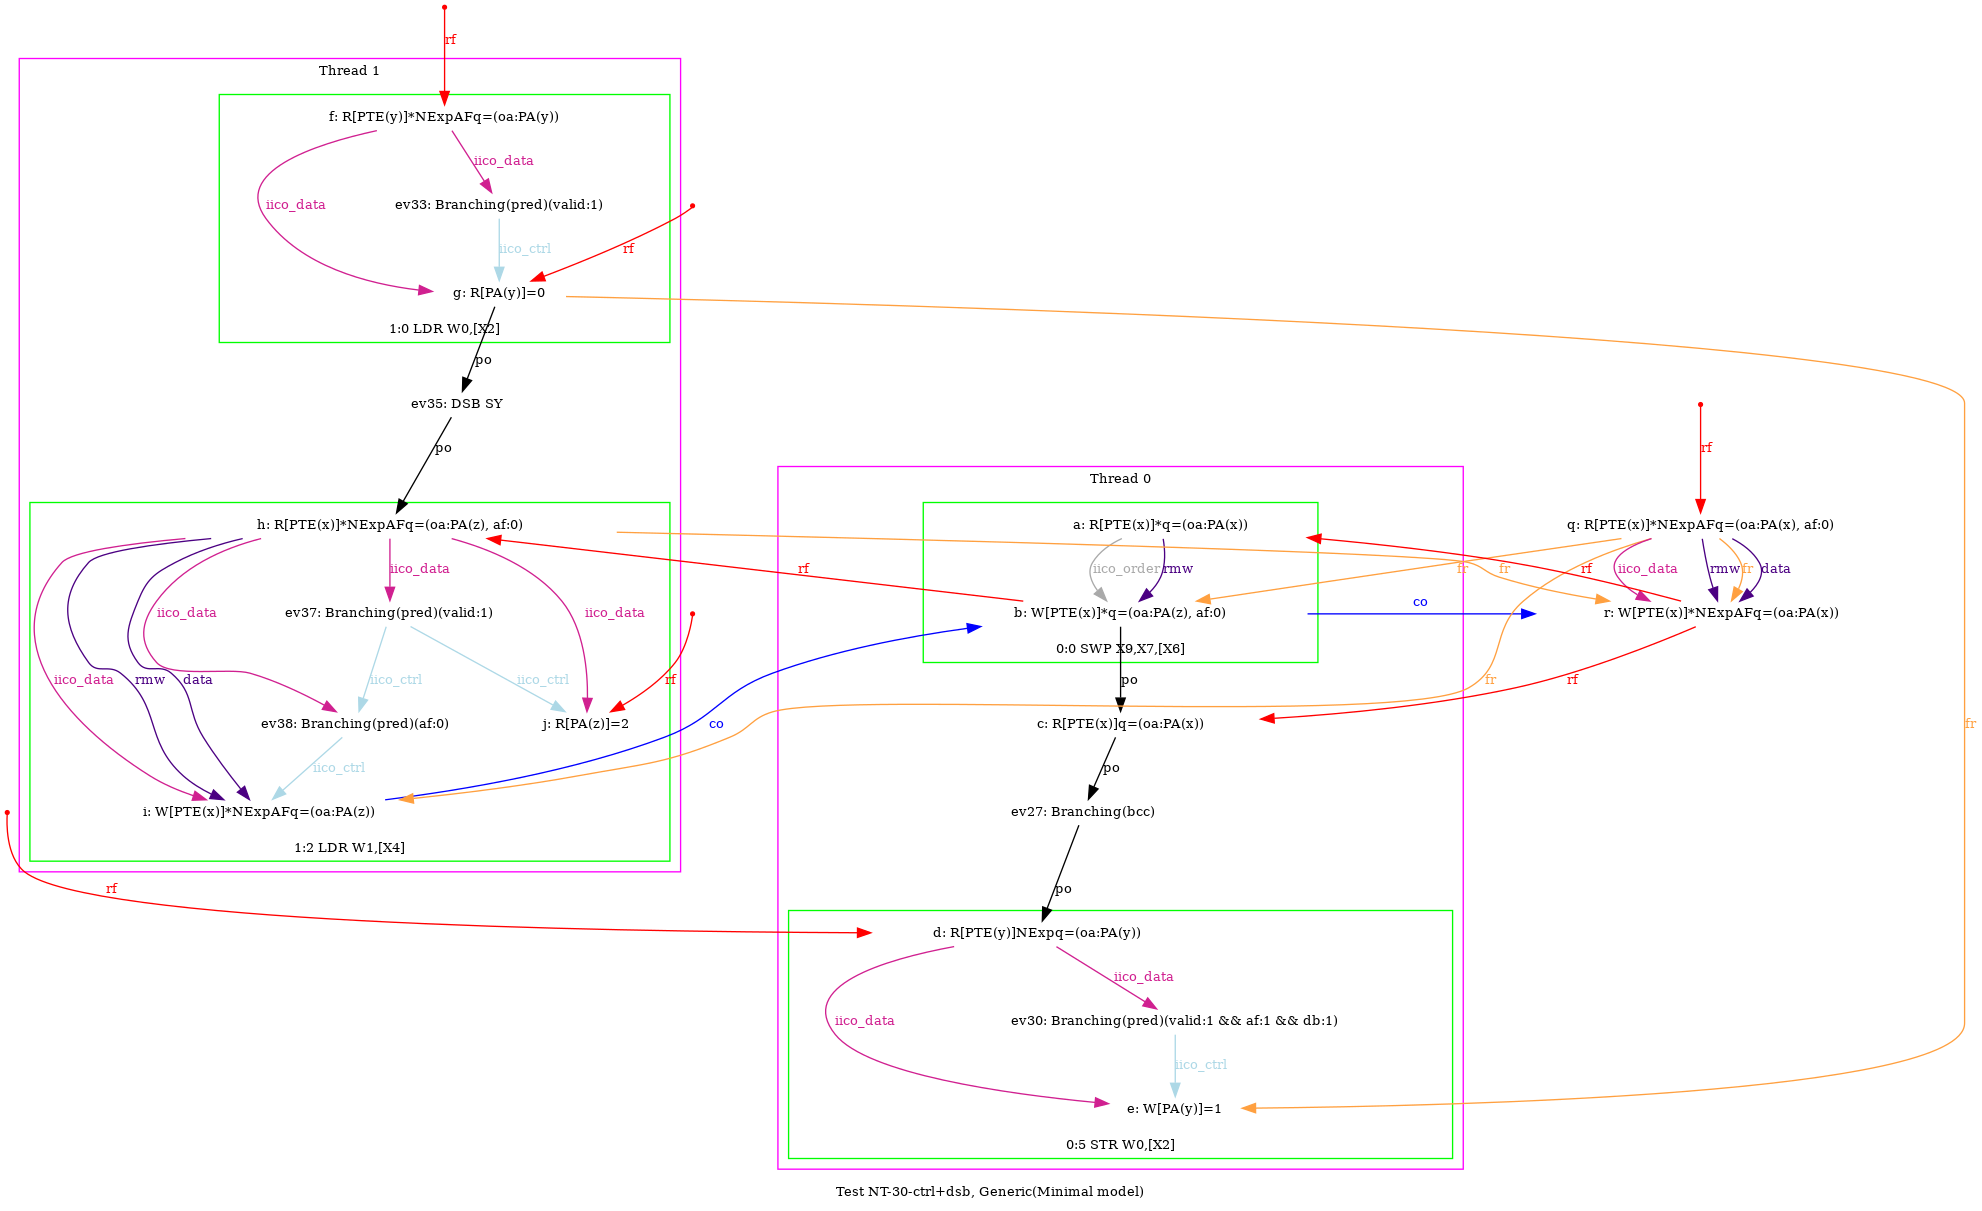 rf
Thread 1
f: R[PTE(y)]*NExpAFq=(oa:PA(y))
iico_data
iico_data
ev33: Branching(pred)(valid:1)
iico_ctrl
rf
g: R[PA(y)]=0
1:0 LDR W0,[X2]
po
ev35: DSB SY
po
rf
Thread 0
h: R[PTE(x)]*NExpAFq=(oa:PA(z), af:0)
a: R[PTE(x)]*q=(oa:PA(x))
q: R[PTE(x)]*NExpAFq=(oa:PA(x), af:0)
iico_data
rf
iico_order
rmw
fr
fr
rf
iico_data
rmw
fr
data
iico_data
ev37: Branching(pred)(valid:1)
iico_data
b: W[PTE(x)]*q=(oa:PA(z), af:0)
co
r: W[PTE(x)]*NExpAFq=(oa:PA(x))
0:0 SWP X9,X7,[X6]
iico_data
rmw
data
iico_ctrl
iico_ctrl
rf
po
fr
rf
ev38: Branching(pred)(af:0)
j: R[PA(z)]=2
co
c: R[PTE(x)]q=(oa:PA(x))
fr
iico_ctrl
po
i: W[PTE(x)]*NExpAFq=(oa:PA(z))
ev27: Branching(bcc)
1:2 LDR W1,[X4]
rf
po
d: R[PTE(y)]NExpq=(oa:PA(y))
iico_data
iico_data
ev30: Branching(pred)(valid:1 && af:1 && db:1)
iico_ctrl
e: W[PA(y)]=1
0:5 STR W0,[X2]
Test NT-30-ctrl+dsb, Generic(Minimal model)